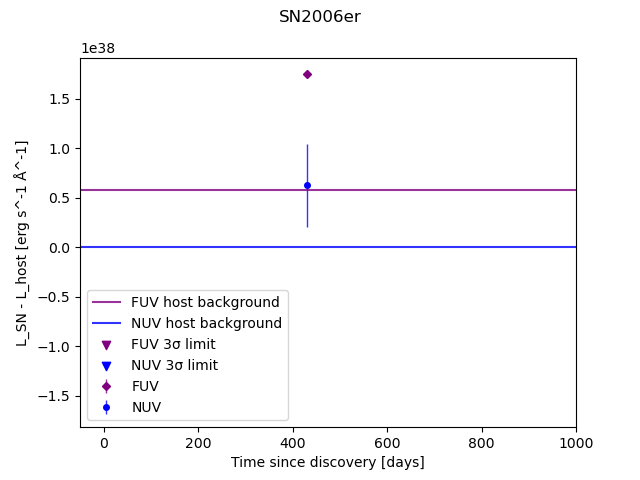 SN2006er
1e38
1.5
1.0
0.5
0.0
−0.5
−1.0
−1.5
L_SN - L_host [erg s^-1 Å^-1]
FUV host background
NUV host background
FUV 3σ limit
NUV 3σ limit
FUV
NUV
0 200 400 600 800 1000
Time since discovery [days]